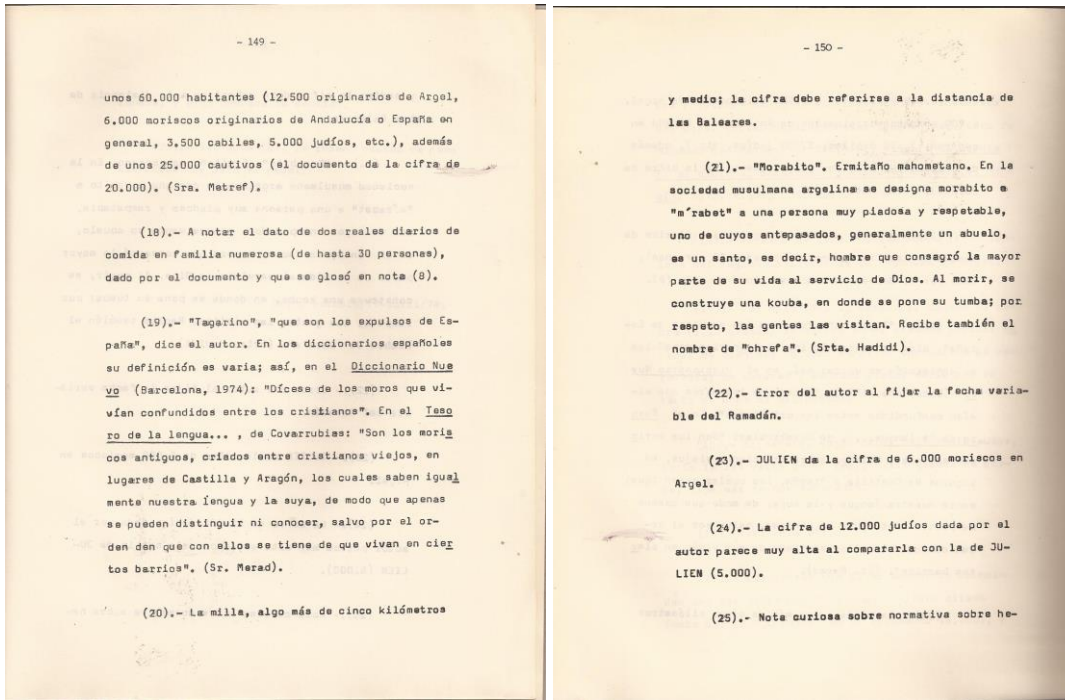 - 149 -
unos 60.000 habitantes (12.500 originarios de Argel,
6.000 moriscos originarios de Andalucía o España en
general, 3.500 cabiles, 5.000 judíos, etc.), además
de unos 25.000 cautivos (el documento da la cifra de
20.000). (Sra. Metref).
(18).- A notar el dato de dos reales diarios de
comida en familia numerosa (de hasta 30 personas),
dado por el documento y que se glosó en nota (8).
(19).- "Tagarino", "que son los expulsos de Es-
paña", dice el autor. En los diccionarios españoles
su definición es varia; así, en el Diccionario Nue
vo (Barcelona, 1974): "Dícese de los moros que vi-
vían confundidos entre los cristianos". En el Teso
ro de la lengua... , de Covarrubias: "Son los moris
cos antiguos, criados entre cristianos viejos, en
lugares de Castilla y Aragón, los cuales saben igual
mente nuestra lengua y la suya, de modo que apenas
se pueden distinguir ni conocer, salvo por el or-
den den que con ellos se tiene de que vivan en cier
tos barrios". (Sr. Merad).
(20).- La milla, algo más de cinco kilómetros
- 150 -
y medio; la cifra debe referirse a la distancia de
las Baleares.
(21).- "Morabito". Ermitaño mahometano. En la
sociedad musulmana argelina se designa morabito o
"m´rabet" a una persona muy piadosa y respetable,
uno de cuyos antepasados, generalmente un abuelo,
es un santo, es decir, hombre que consagró la mayor
parte de su vida al servicio de Dios. Al morir, se
construye una kouba, en donde se pone su tumba; por
respeto, las gentes las visitan. Recibe también el
nombre de "chrefa". (Srta. Hadidi).
(22).- Error del autor al fijar la fecha varia-
ble del Ramadán.
(23).- JULIEN da la cifra de 6.000 moriscos en
Argel.
(24).- La cifra de 12.000 judíos dada por el
autor parece muy alta al compararla con la de JU-
LIEN (5.000).
(25).- Nota curiosa sobre normativa sobre he-